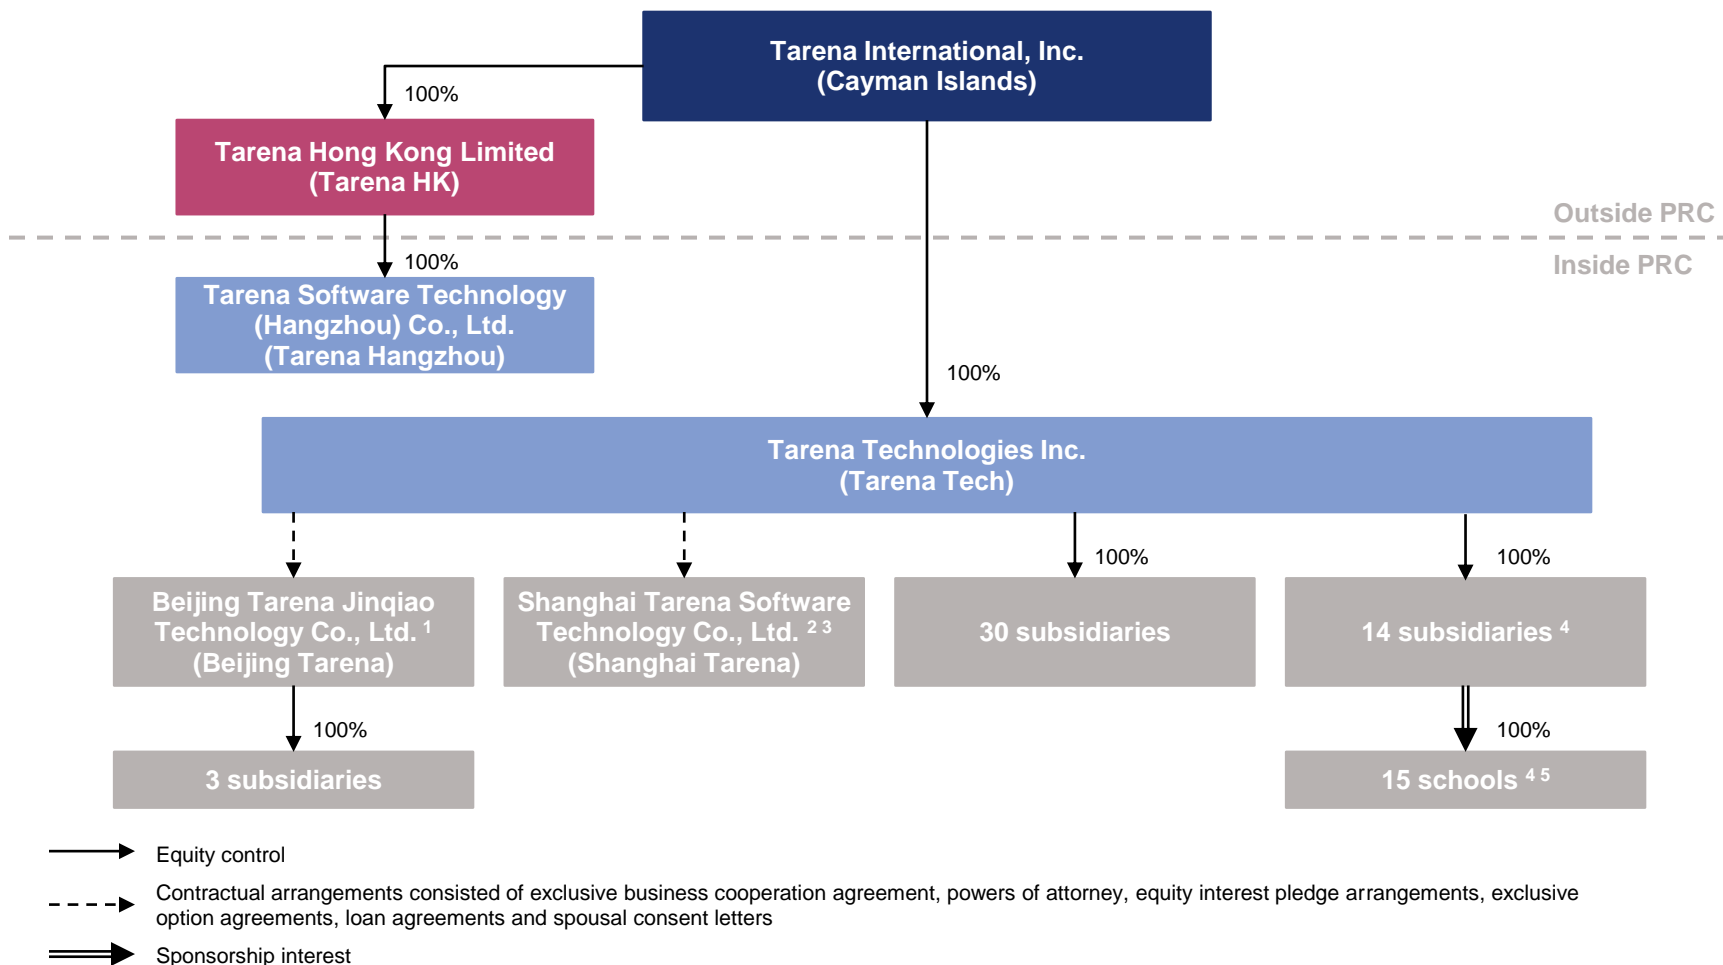 Tarena International, Inc.
(Cayman Islands)
100%
Tarena Hong Kong Limited
(Tarena HK)
Outside PRC
Inside PRC
100%
Tarena Software Technology
(Hangzhou) Co., Ltd.
(Tarena Hangzhou)
100%
Tarena Technologies Inc.
(Tarena Tech)
100%
100%
Beijing Tarena Jinqiao
Technology Co., Ltd. 1
(Beijing Tarena)
Shanghai Tarena Software
Technology Co., Ltd. 2 3
(Shanghai Tarena)
30 subsidiaries
14 subsidiaries 4
100%
100%
3 subsidiaries
15 schools 4 5
Equity control
Contractual arrangements consisted of exclusive business cooperation agreement, powers of attorney, equity interest pledge arrangements, exclusive
option agreements, loan agreements and spousal consent letters
Sponsorship interest